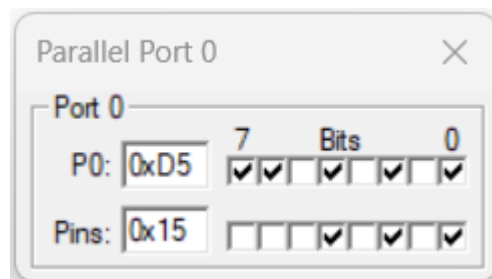 Parallel Port 0
Port 0
7 Bits 0
P0: 0xD5
Pins: 0x15